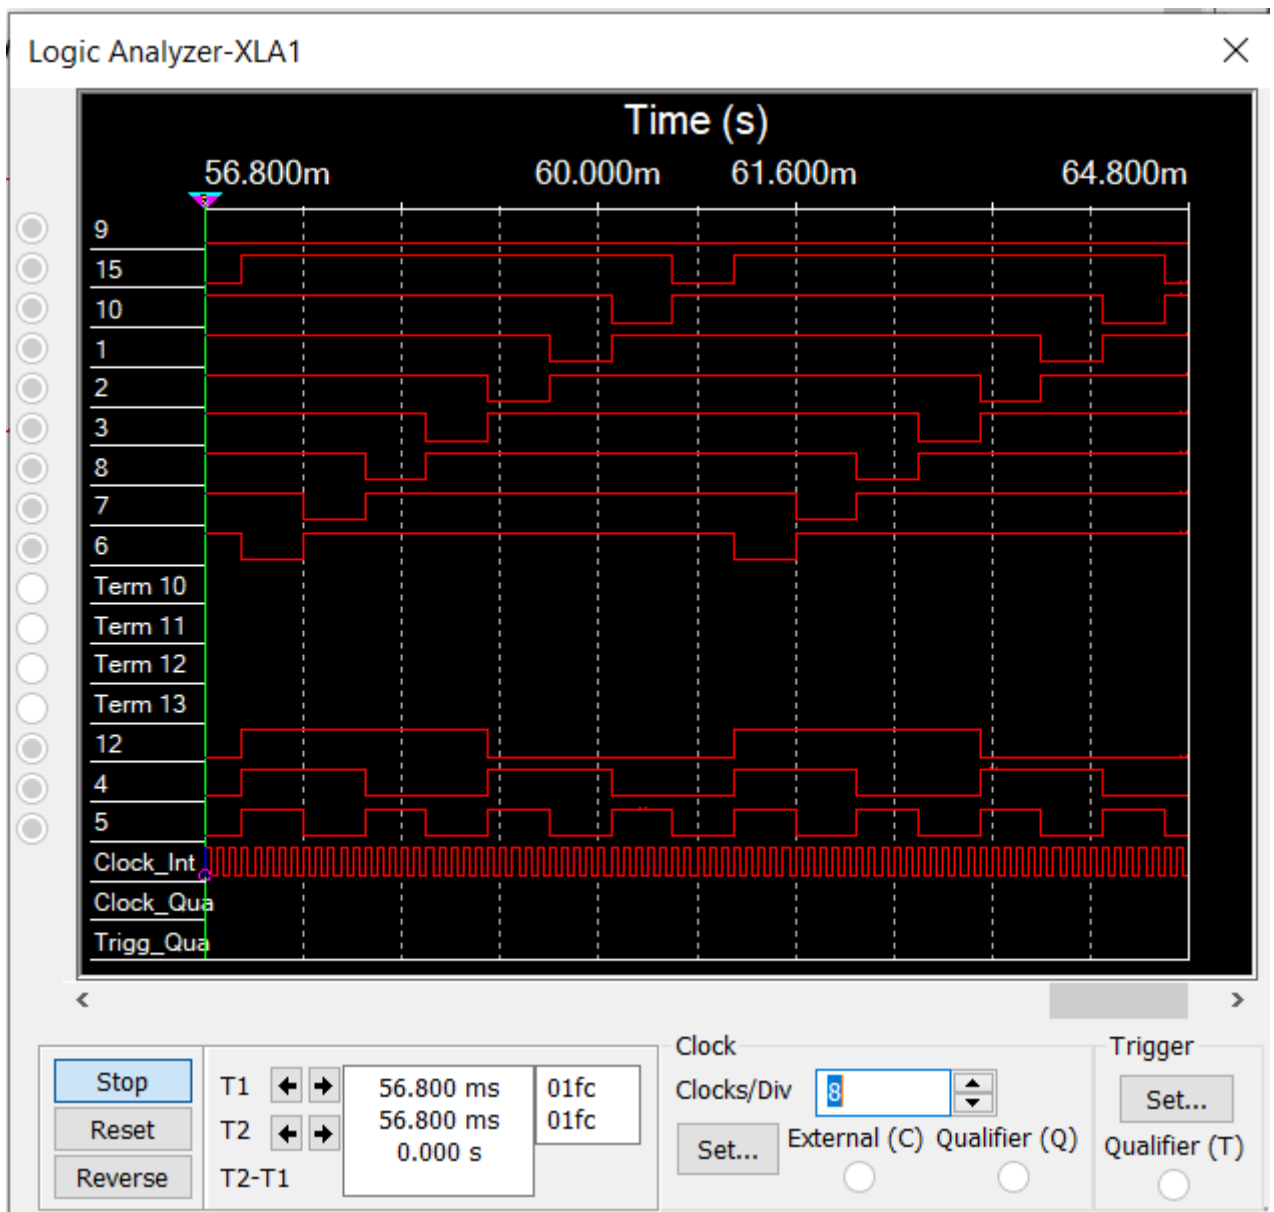 Logic Analyzer-XLA1
Time (s)
56.800m 60.000m 61.600m 64.800m
9
15
10
1
2
3
8
7
6
Term 10
Term 11
Term 12
Term 13
12
4
5
Clock_Int
Clock_Qua
Trigg_Qua
Stop
Reset
Reverse
T1 56.800 ms 01fc
T2 56.800 ms 01fc
T2-T1 0.000 s
Clock
Clocks/Div 8
Set... External (C) Qualifier (Q)
Trigger
Set...
Qualifier (T)